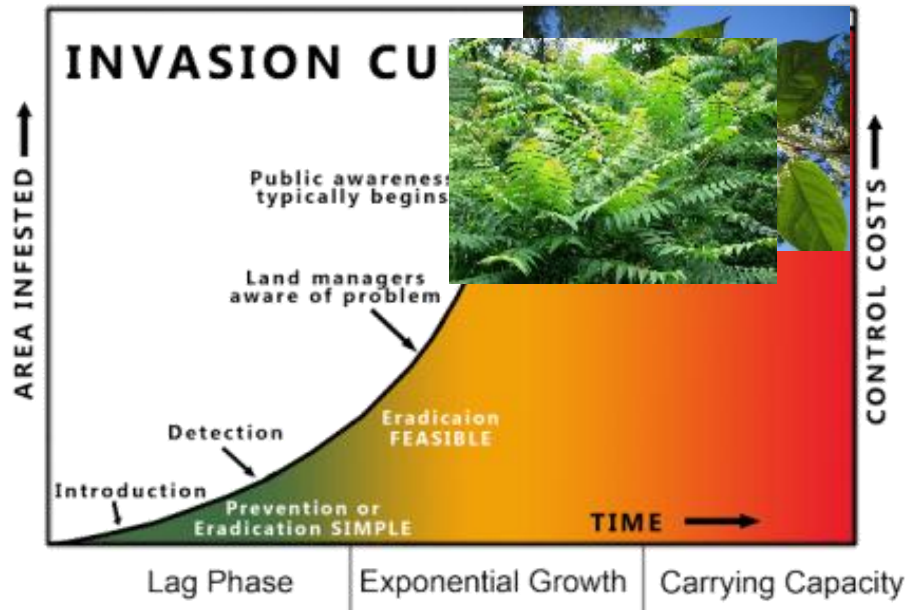 INVASION CU
Public awareness
typically begins
Land managers
aware of problem
Detection
Introduction
Eradicaion
FEASIBLE
Prevention or
Eradication SIMPLE
TIME
AREA INFESTED
CONTROL COSTS
Lag Phase
Exponential Growth
Carrying Capacity